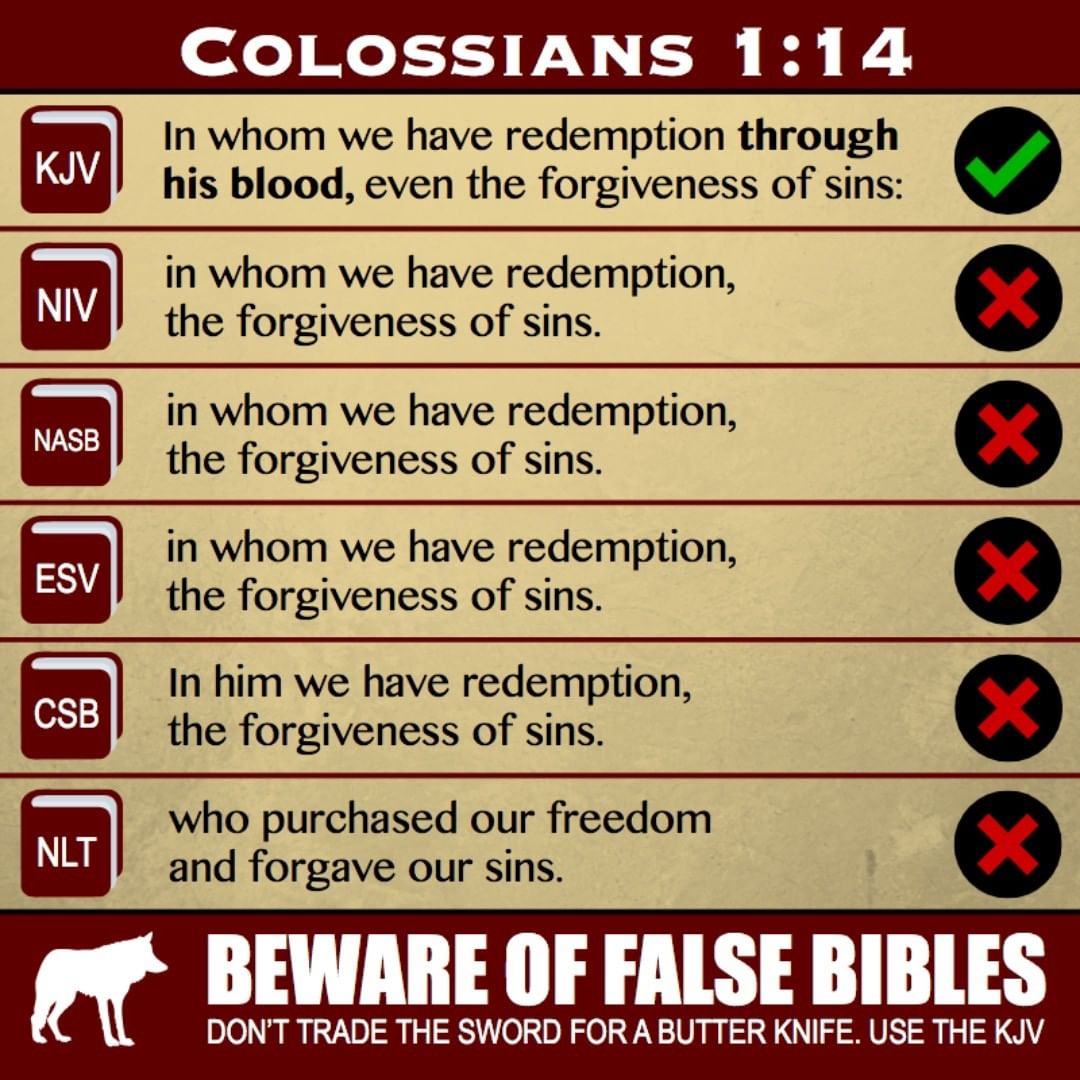 COLOSSIANS 1:14
KJV
In whom we have redemption through
his blood, even the forgiveness of sins:
NIV
in whom we have redemption,
the forgiveness of sins.
NASB
in whom we have redemption,
the forgiveness of sins.
ESV
in whom we have redemption,
the forgiveness of sins.
CSB
In him we have redemption,
the forgiveness of sins.
NLT
who purchased our freedom
and forgave our sins.
BEWARE OF FALSE BIBLES
DON'T TRADE THE SWORD FOR A BUTTER KNIFE. USE THE KJV